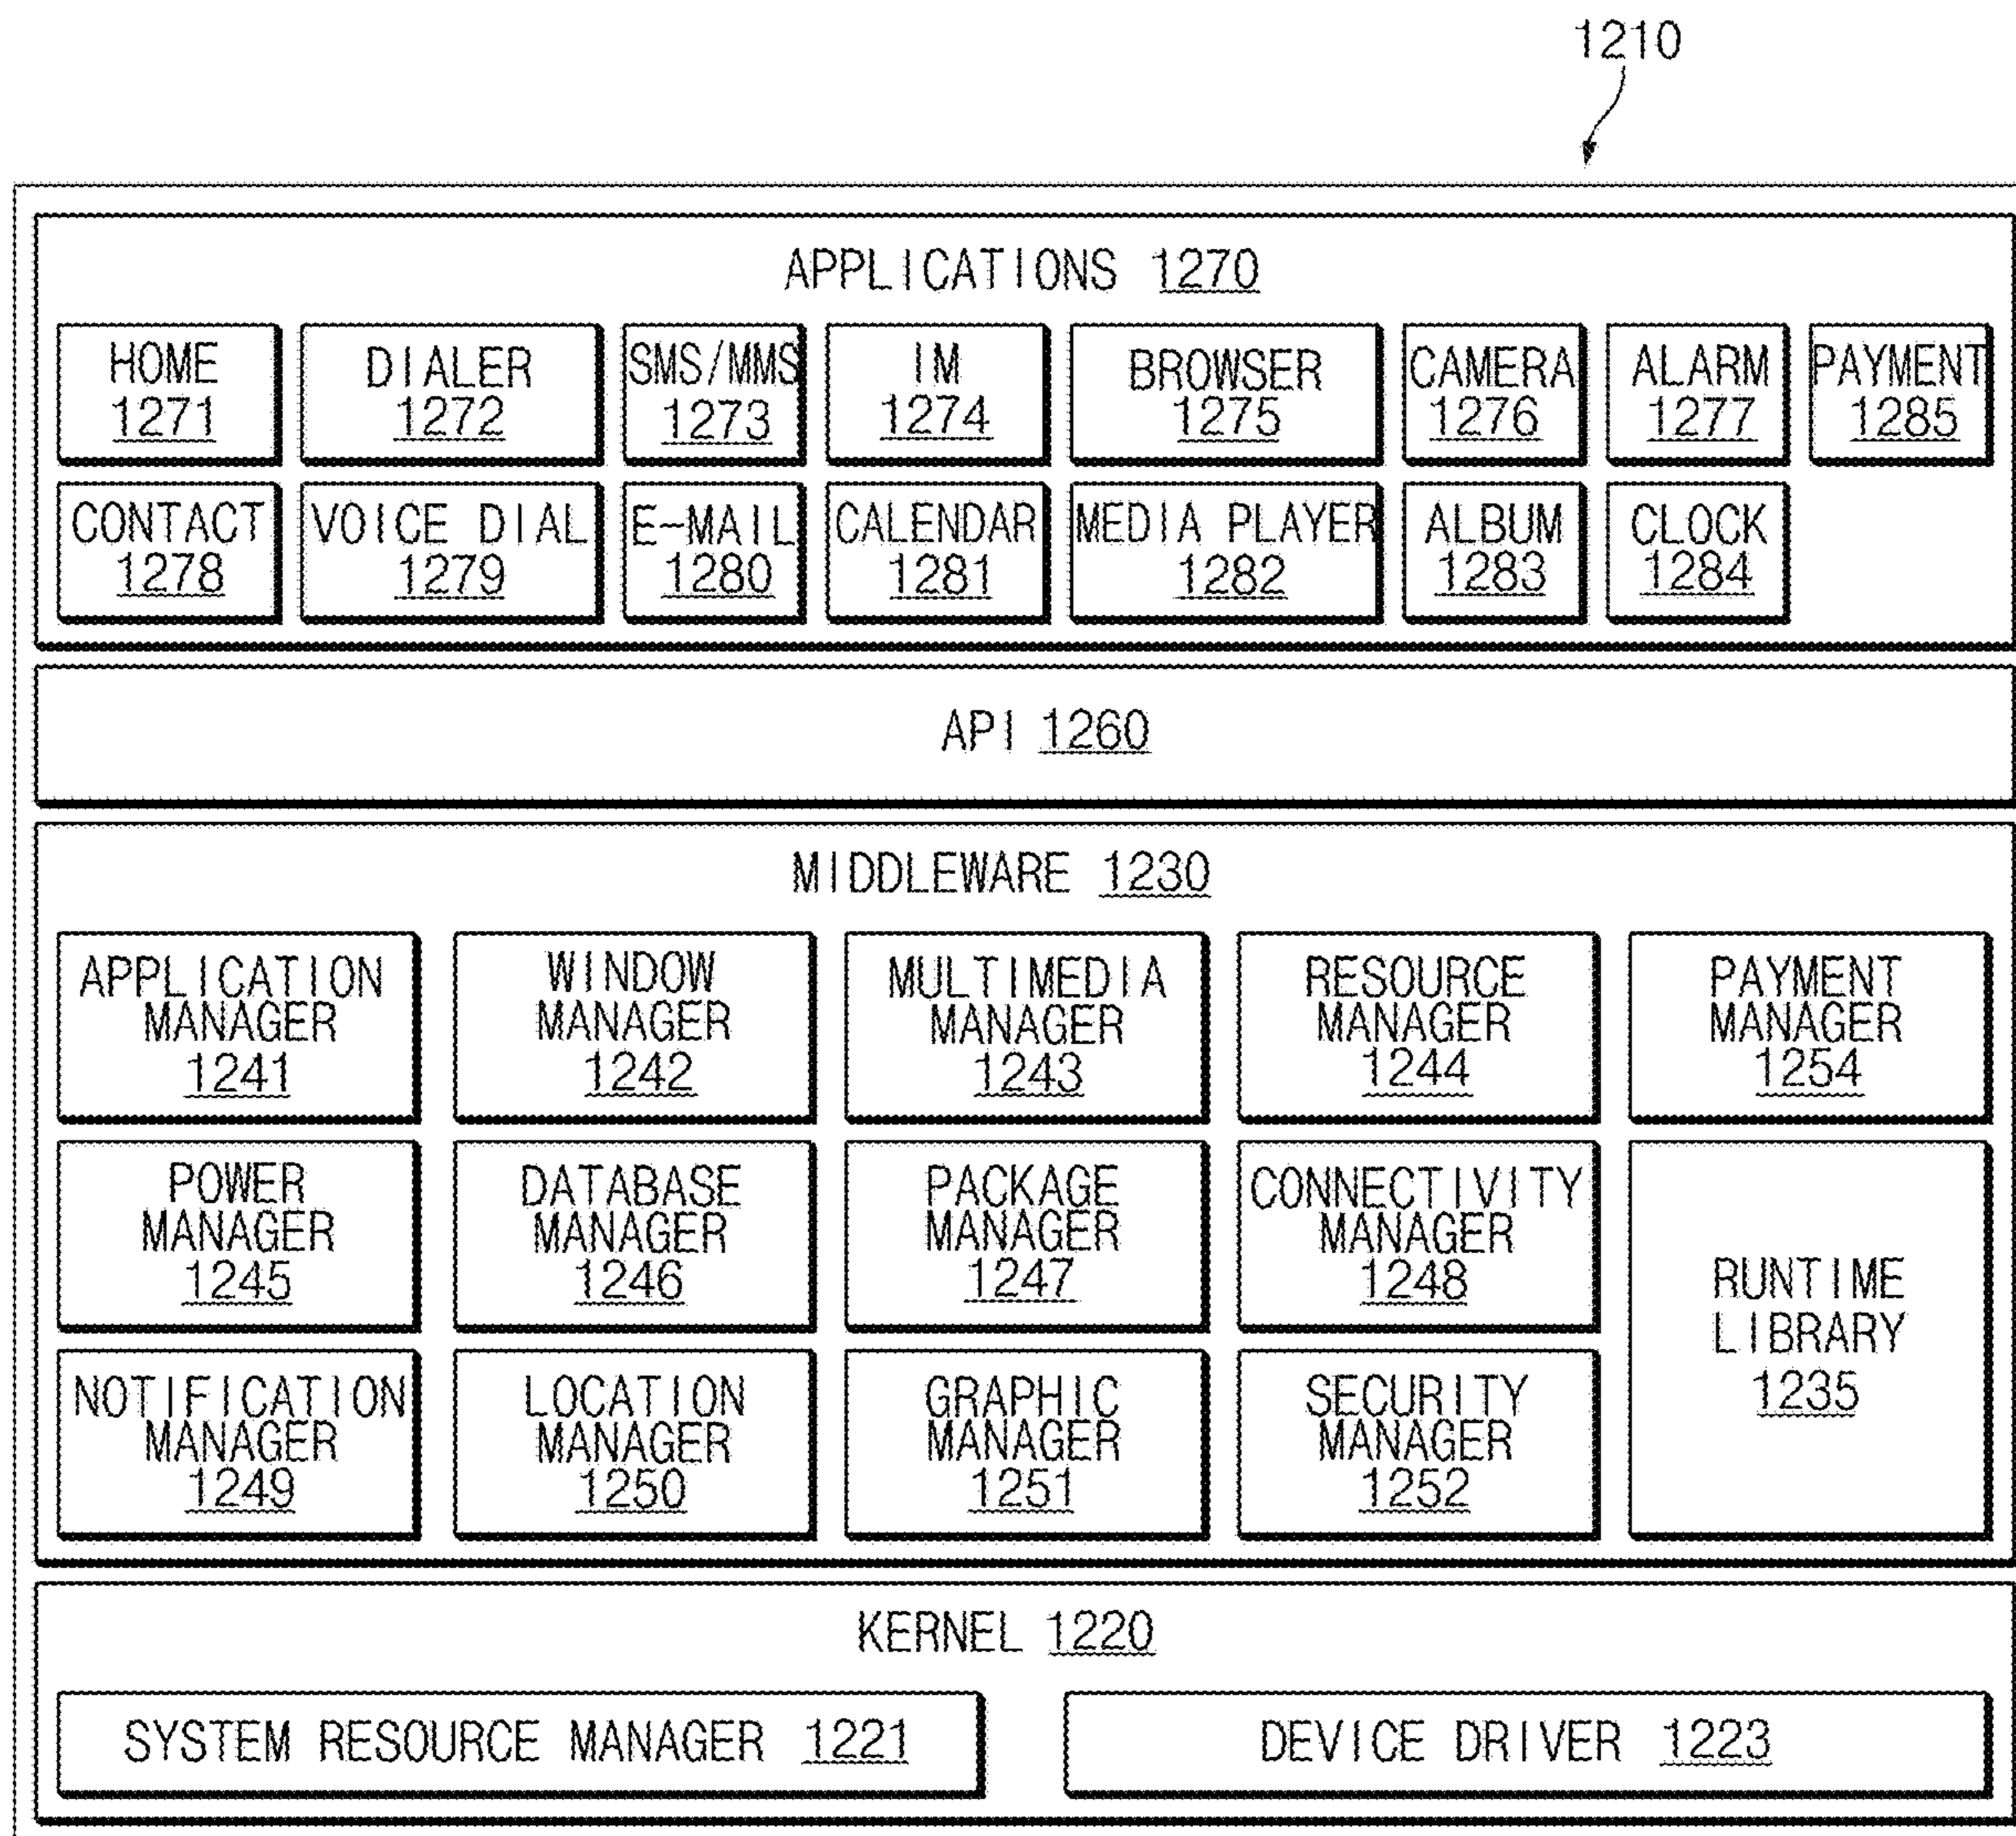 1210
APPLICATIONS 1270
HOME
1271
DIALER
1272
SMS/MMS
1273
IM
1274
BROWSER
1275
CAMERA
1276
ALARM
1277
PAYMENT
1285
CONTACT
1278
VOICE DIAL
1279
E-MAIL
1280
CALENDAR
1281
MEDIA PLAYER
1282
ALBUM
1283
CLOCK
1284
API 1260
MIDDLEWARE 1230
APPLICATION
MANAGER
1241
WINDOW
MANAGER
1242
MULTIMEDIA
MANAGER
1243
RESOURCE
MANAGER
1244
PAYMENT
MANAGER
1254
POWER
MANAGER
1245
DATABASE
MANAGER
1246
PACKAGE
MANAGER
1247
CONNECTIVITY
MANAGER
1248
RUNTIME
LIBRARY
1235
NOTIFICATION
MANAGER
1249
LOCATION
MANAGER
1250
GRAPHIC
MANAGER
1251
SECURITY
MANAGER
1252
KERNEL 1220
SYSTEM RESOURCE MANAGER 1221
DEVICE DRIVER 1223